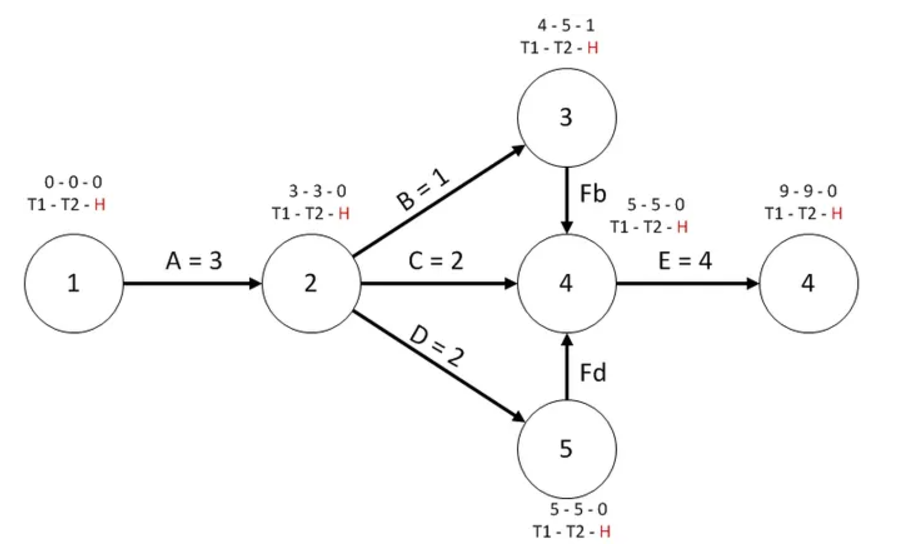 4 - 5 - 1
T1 - T2 - H
3
0 - 0 - 0
T1 - T2 - H
3 - 3 - 0
T1 - T2 - H
B = 1
Fb
5 - 5 - 0
T1 - T2 - H
9 - 9 - 0
T1 - T2 - H
1
A = 3
2
C = 2
4
E = 4
4
D = 2
Fd
5
5 - 5 - 0
T1 - T2 - H